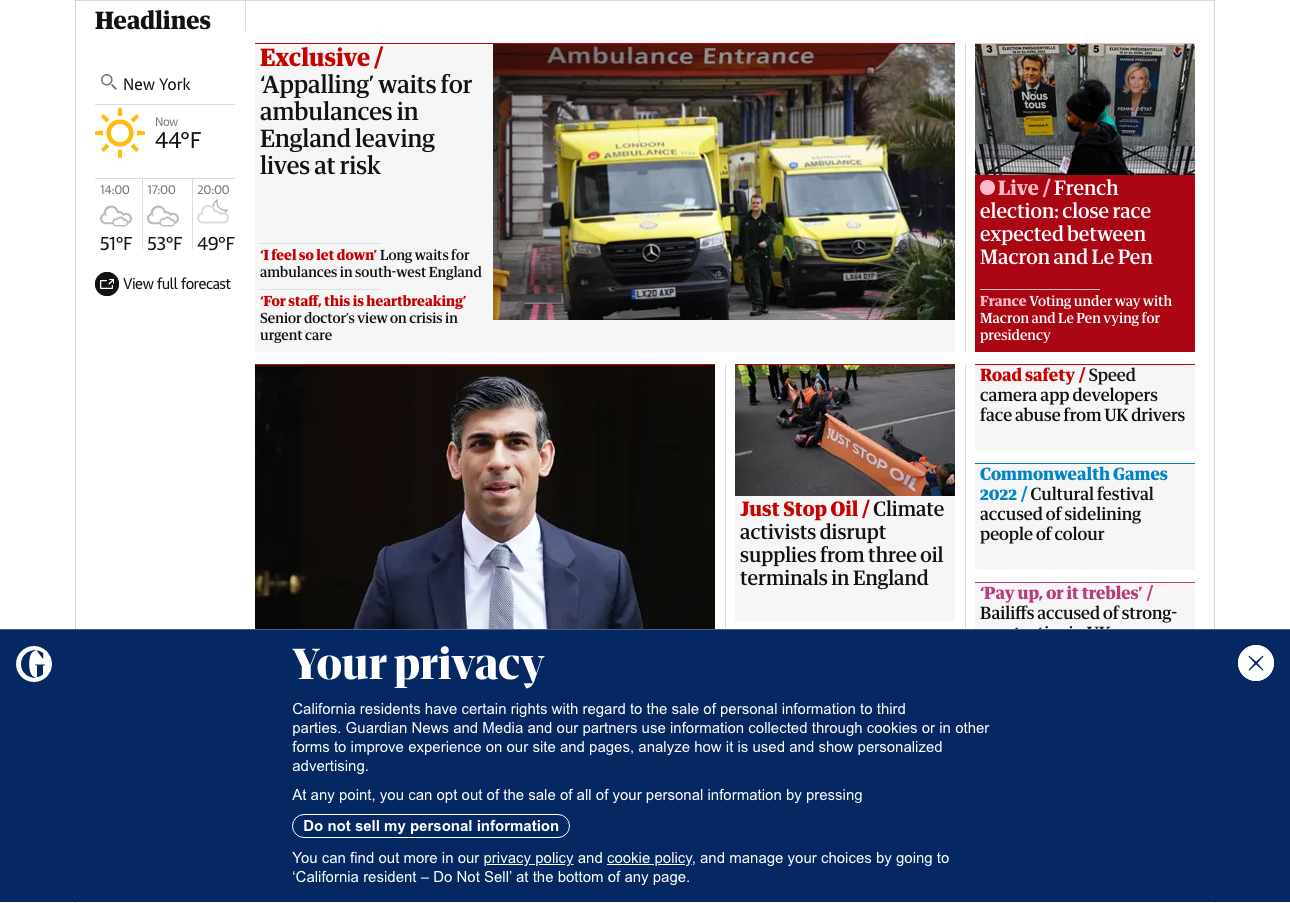 Headlines
New York
Now
44°F
14:00
17:00
20:00
51°F
53°F
49°F
View full forecast
Exclusive /
‘Appalling’ waits for
ambulances in
England leaving
lives at risk
‘I feel so let down’ Long waits for
ambulances in south-west England
‘For staff, this is heartbreaking’
Senior doctor’s view on crisis in
urgent care
Ambulance Entrance
LONDON
AMBULANCE
AMBULANCE
LX20 AXP
3
ÉLECTION PRÉSIDENTIELLE
5
ÉLECTION PRÉSIDENTIELLE
Nous
tous
FEMME D'ÉTAT
Live / French
election: close race
expected between
Macron and Le Pen
France Voting under way with
Macron and Le Pen vying for
presidency
JUST STOP OIL
Just Stop Oil / Climate
activists disrupt
supplies from three oil
terminals in England
Road safety / Speed
camera app developers
face abuse from UK drivers
Commonwealth Games
2022 / Cultural festival
accused of sidelining
people of colour
‘Pay up, or it trebles’ /
Bailiffs accused of strong-
Your privacy
California residents have certain rights with regard to the sale of personal information to third
parties. Guardian News and Media and our partners use information collected through cookies or in other
forms to improve experience on our site and pages, analyze how it is used and show personalized
advertising.
At any point, you can opt out of the sale of all of your personal information by pressing
Do not sell my personal information
You can find out more in our privacy policy and cookie policy, and manage your choices by going to
‘California resident – Do Not Sell’ at the bottom of any page.